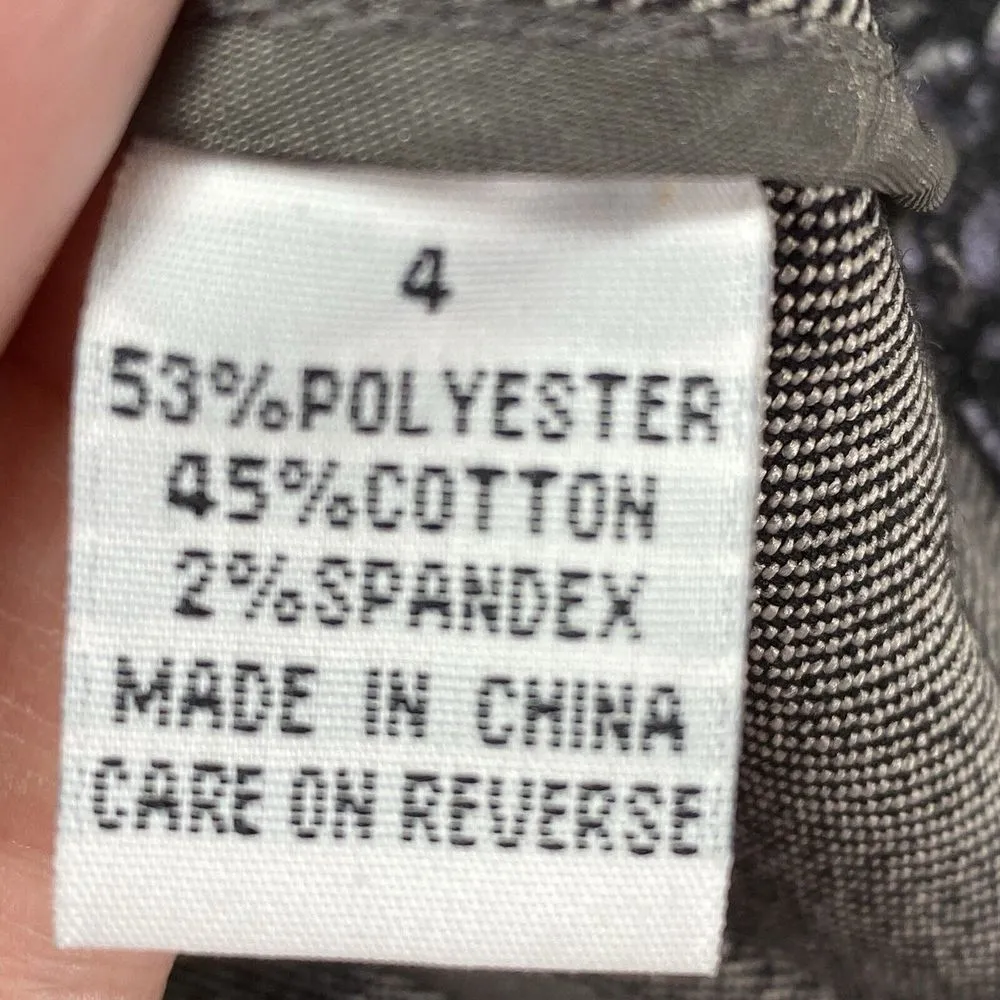 4
53%POLYESTER
45%COTTON
2%SPANDEX
MADE IN CHINA
CARE ON REVERSE